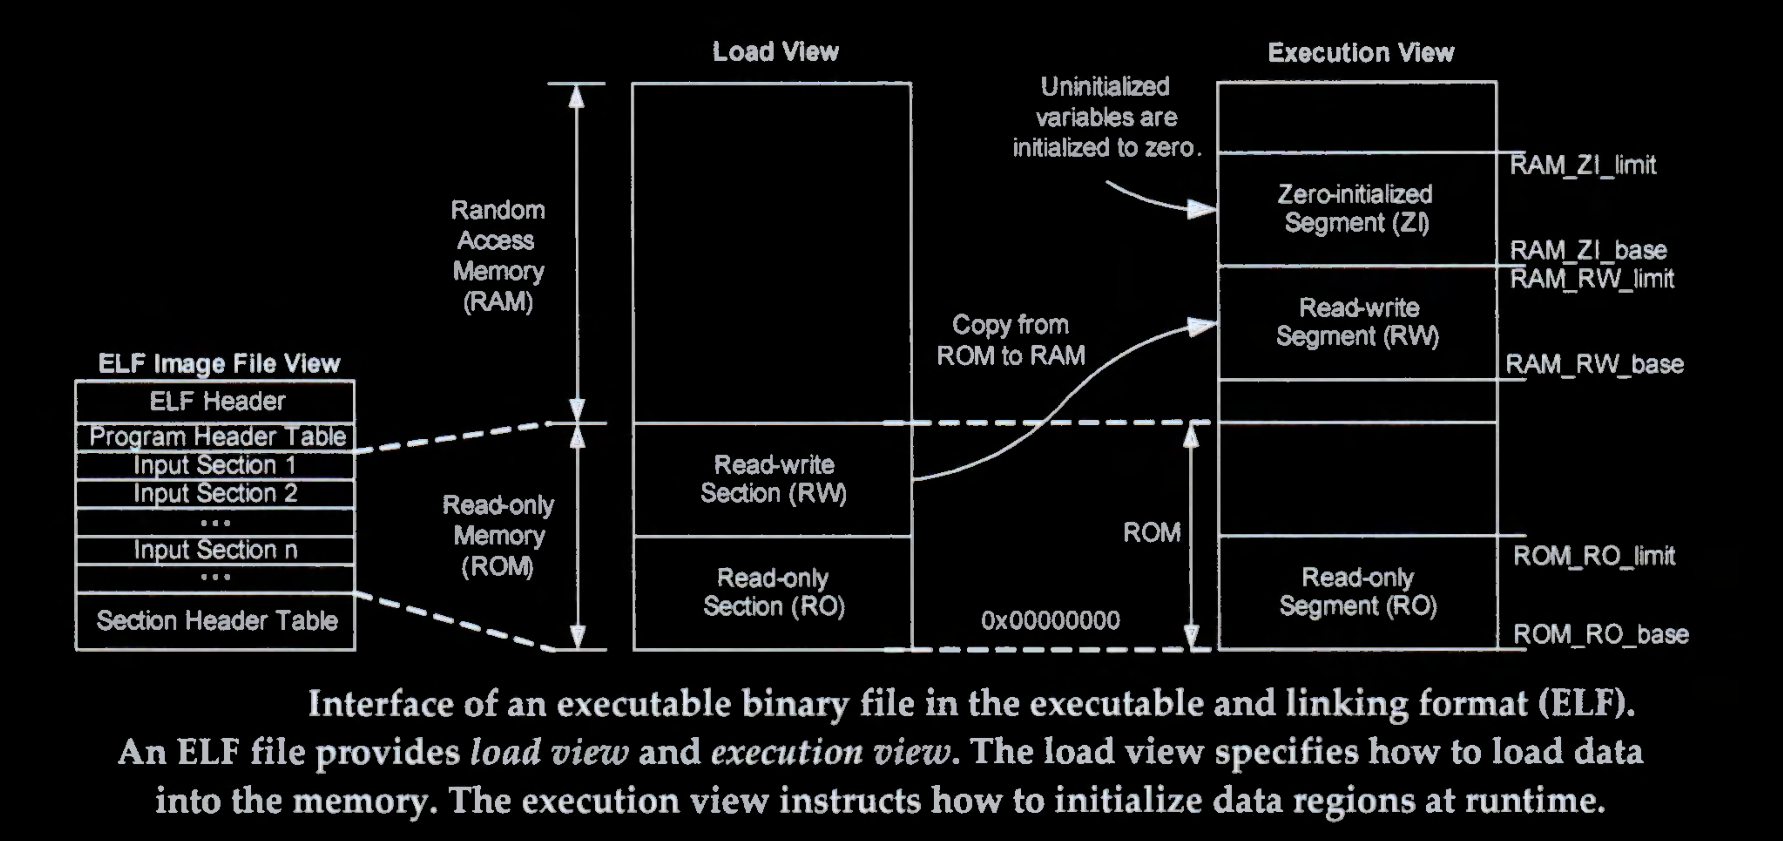 Load View
Execution View
Uninitialized
variables are
initialized to zero.
RAM_ZI_limit
Zero-initialized
Segment (ZI)
Random
Access
Memory
(RAM)
RAM_ZI_base
RAM_RW_limit
Read-write
Segment (RW)
Copy from
ROM to RAM
RAM_RW_base
ELF Image File View
ELF Header
Program Header Table
Input Section 1
Input Section 2
...
Input Section n
...
Section Header Table
Read-only
Memory
(ROM)
Read-write
Section (RW)
Read-only
Section (RO)
ROM
0x00000000
ROM_RO_limit
Read-only
Segment (RO)
ROM_RO_base
Interface of an executable binary file in the executable and linking format (ELF).
An ELF file provides load view and execution view. The load view specifies how to load data
into the memory. The execution view instructs how to initialize data regions at runtime.